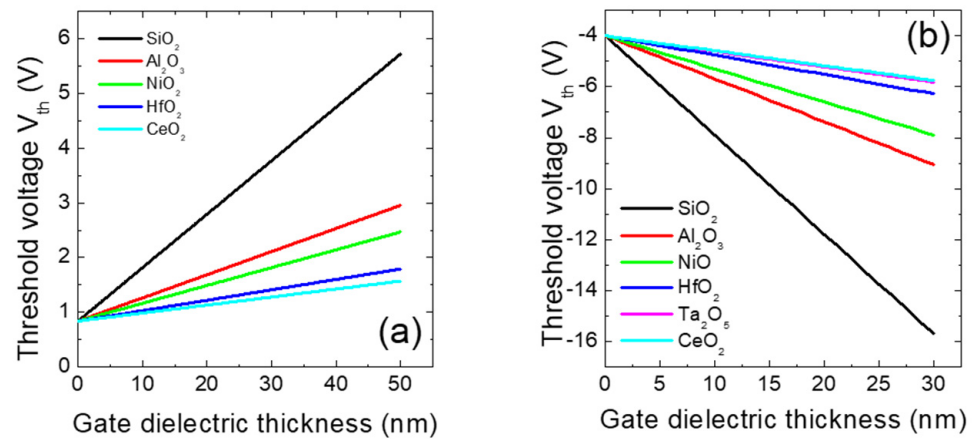 Threshold voltage V_th (V)
6
5
4
3
2
1
0
SiO₂
Al₂O₃
NiO₂
HfO₂
CeO₂
(a)
0 10 20 30 40 50
Gate dielectric thickness (nm)
Threshold voltage V_th (V)
-4
-6
-8
-10
-12
-14
-16
(b)
SiO₂
Al₂O₃
NiO
HfO₂
Ta₂O₅
CeO₂
0 5 10 15 20 25 30
Gate dielectric thickness (nm)